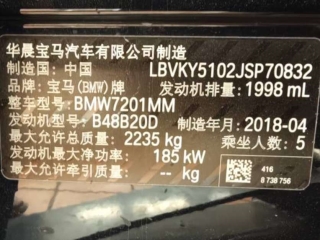 华晨宝马汽车有限公司制造
制造国：中国 LBVKY5102JSP70832
品牌：宝马(BMW)牌 发动机排量：1998 mL
整车型号：BMW7201MM
发动机型号：B48B20D 制造年月：2018-04
最大允许总质量：2235 kg 乘坐人数：5
发动机最大净功率：185 kW
最大允许牵引质量：-- kg
416
8 738 756